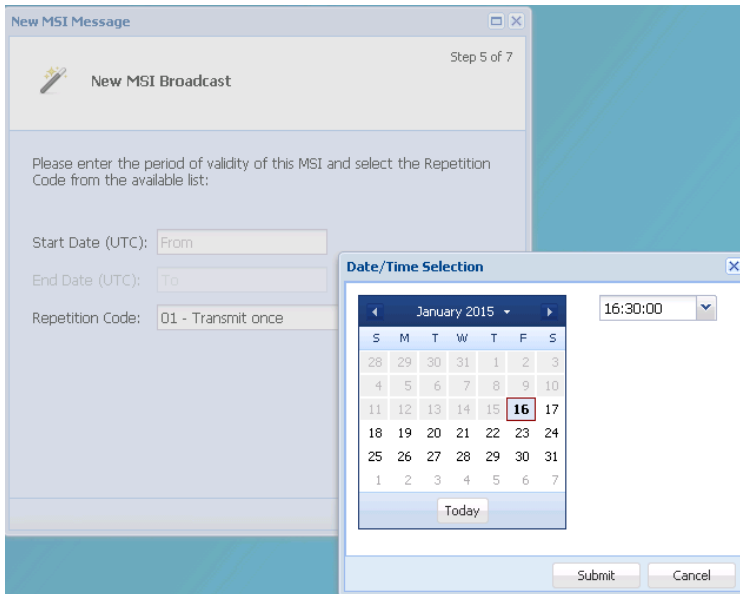 New MSI Message
Step 5 of 7
New MSI Broadcast
Please enter the period of validity of this MSI and select the Repetition
Code from the available list:
Start Date (UTC): From
End Date (UTC): To
Repetition Code: 01 - Transmit once
Date/Time Selection
January 2015
16:30:00
S M T W T F S
28 29 30 31 1 2 3
4 5 6 7 8 9 10
11 12 13 14 15 16 17
18 19 20 21 22 23 24
25 26 27 28 29 30 31
1 2 3 4 5 6 7
Today
Submit Cancel